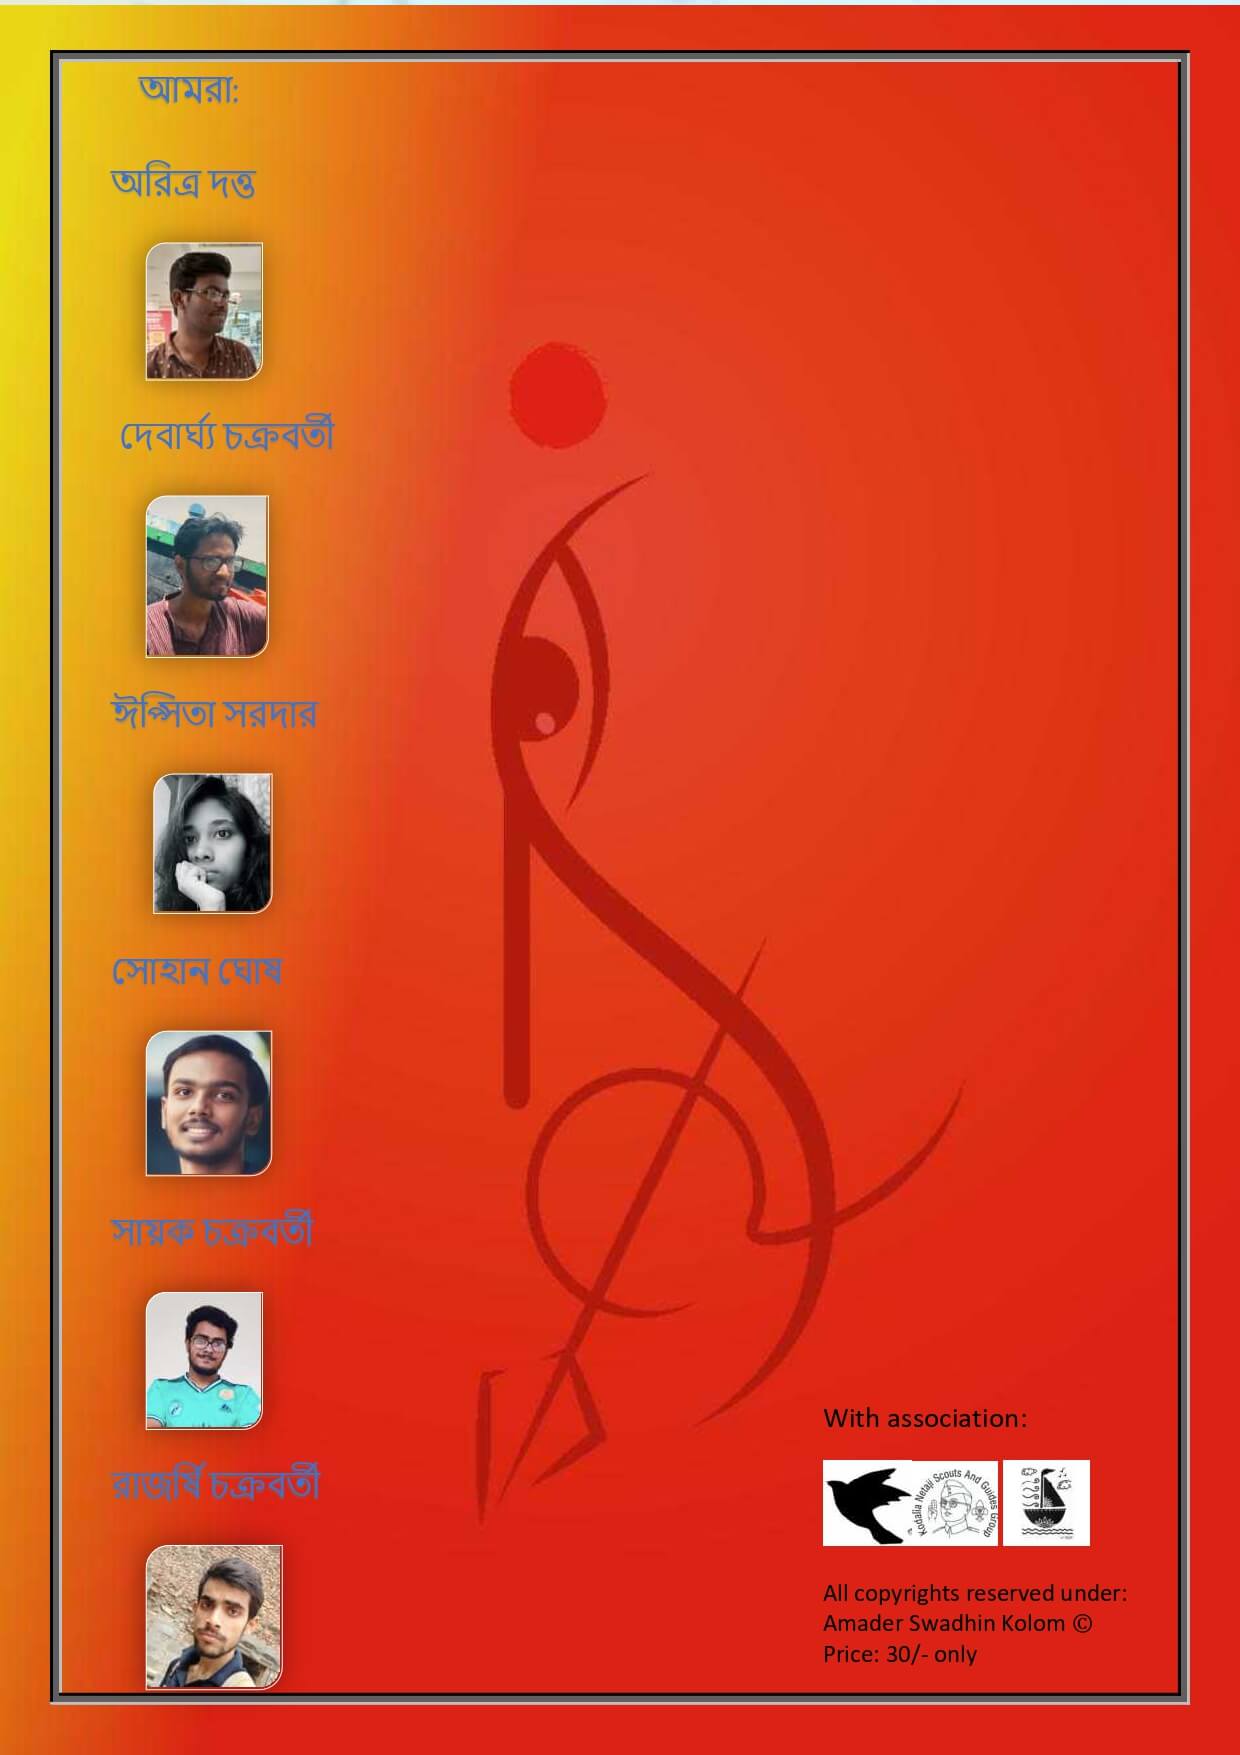 আমরা:
অরিত্র দত্ত
দেবার্ঘ্য চক্রবর্তী
ঈপ্সিতা সরদার
সোহান ঘোষ
সায়ক চক্রবর্তী
রাজর্ষি চক্রবর্তী
With association:
Kodalia Netaji Scouts And Guides Group
All copyrights reserved under:
Amader Swadhin Kolom ©
Price: 30/- only